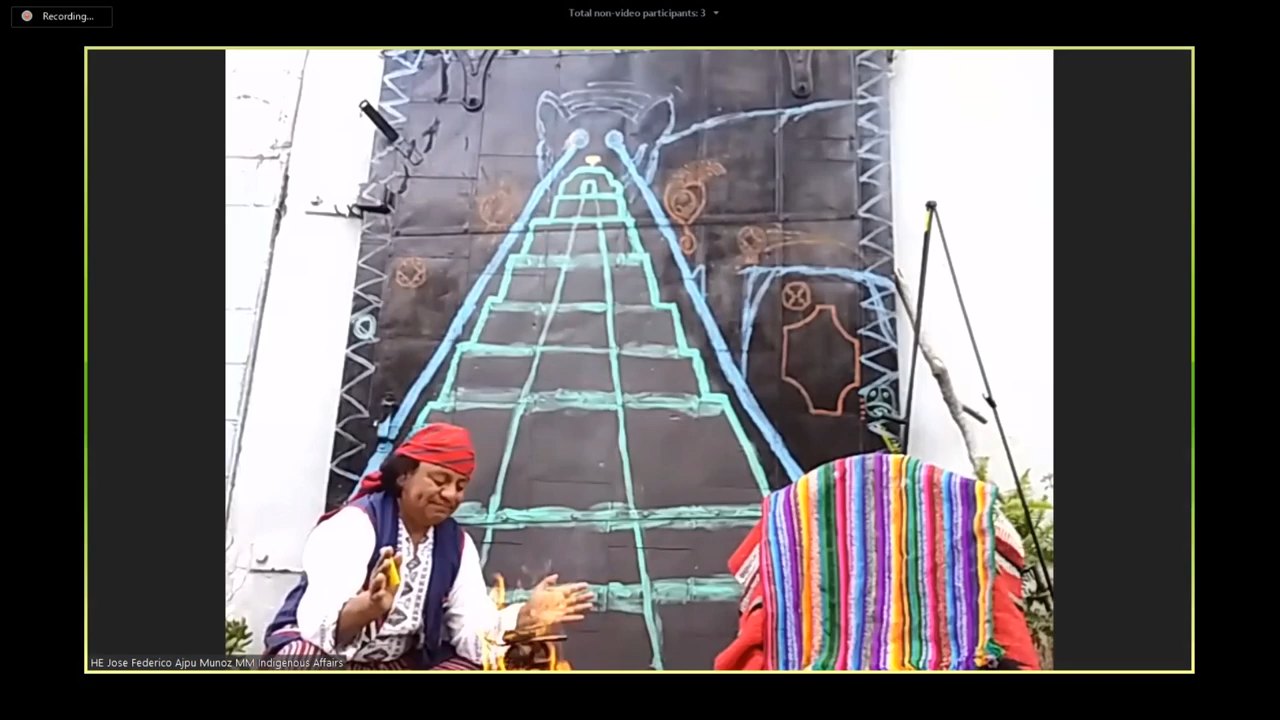 Recording...
Total non-video participants: 3
HE Jose Federico Ajpu Munoz MM Indigenous Affairs